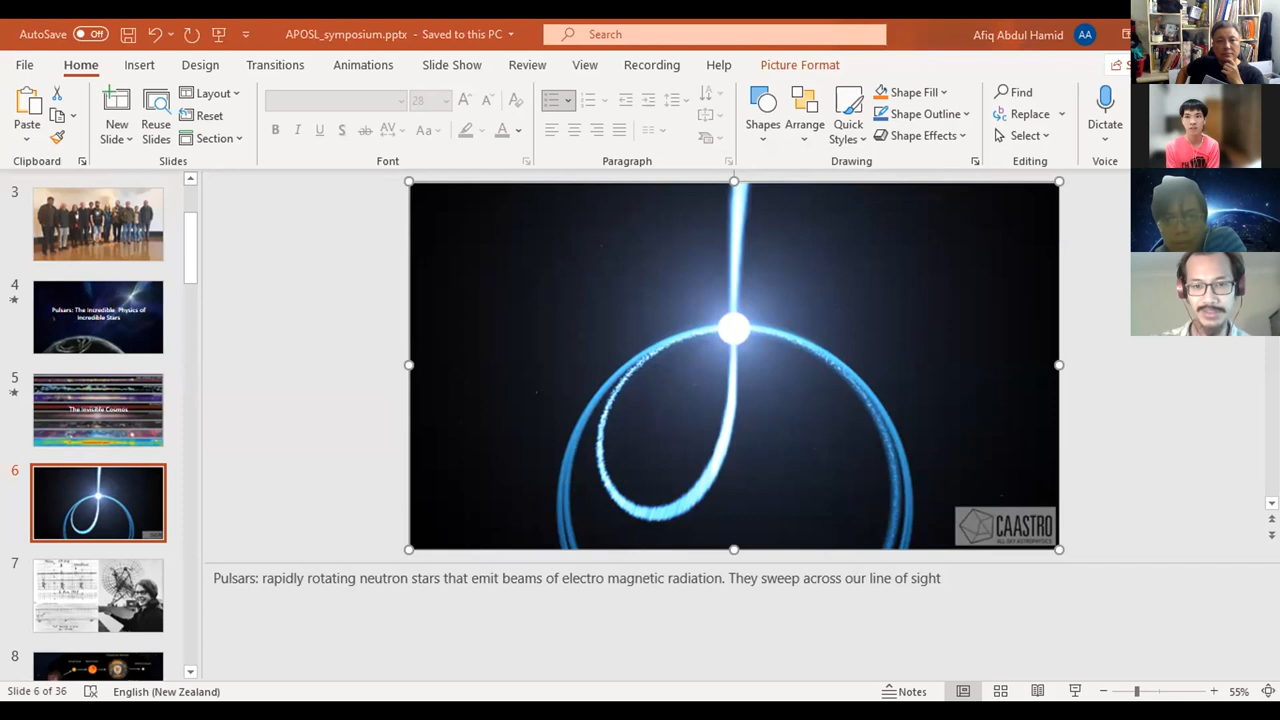 AutoSave
Off
APOSL_symposium.pptx - Saved to this PC
Search
Afiq Abdul Hamid
AA
File
Home
Insert
Design
Transitions
Animations
Slide Show
Review
View
Recording
Help
Picture Format
Paste
New
Slide
Reuse
Slides
Layout
Reset
Section
28
Shapes
Arrange
Quick
Styles
Shape Fill
Shape Outline
Shape Effects
Find
Replace
Select
Dictate
Clipboard
Slides
Font
Paragraph
Drawing
Editing
Voice
3
4
Pulsars: The Incredible Physics of
Incredible Stars
5
The Invisible Cosmos
6
7
8
CAASTRO
ALL-SKY ASTROPHYSICS
Pulsars: rapidly rotating neutron stars that emit beams of electro magnetic radiation. They sweep across our line of sight
Slide 6 of 36
English (New Zealand)
Notes
55%